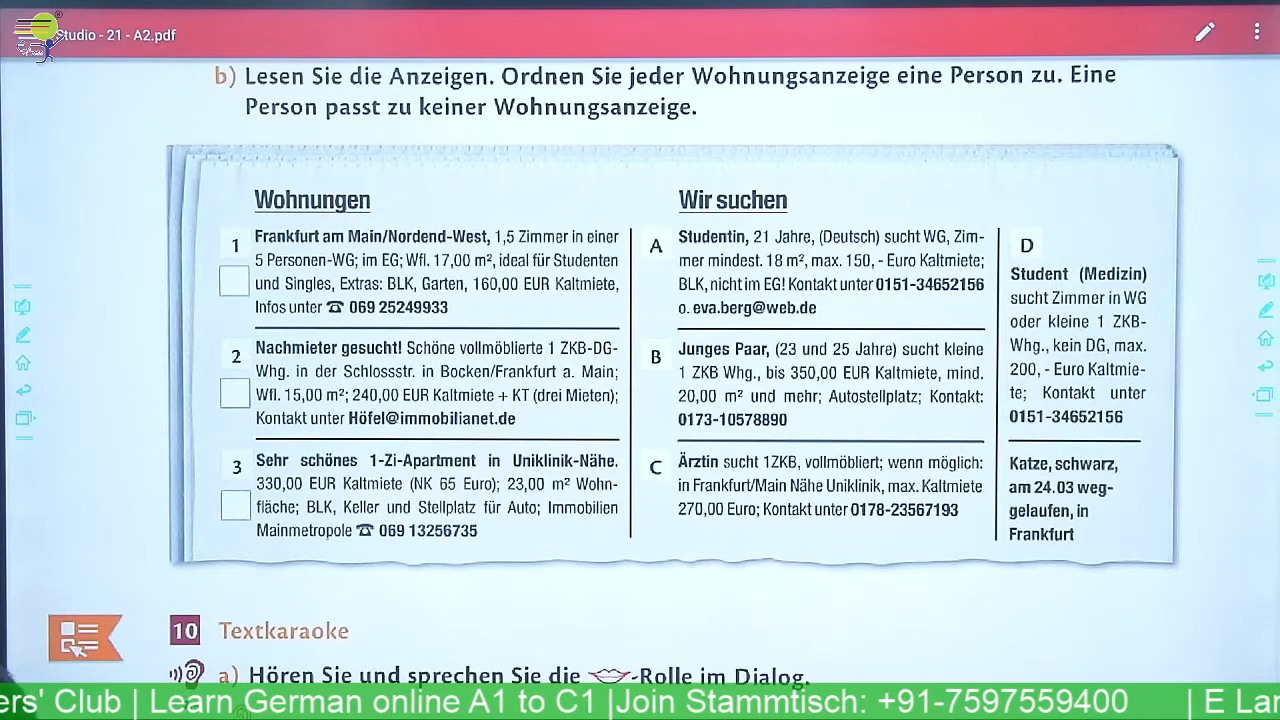 Studio - 21 - A2.pdf
b) Lesen Sie die Anzeigen. Ordnen Sie jeder Wohnungsanzeige eine Person zu. Eine
Person passt zu keiner Wohnungsanzeige.
Wohnungen
1
Frankfurt am Main/Nordend-West, 1,5 Zimmer in einer
5 Personen-WG; im EG; Wfl. 17,00 m², ideal für Studenten
und Singles, Extras: BLK, Garten, 160,00 EUR Kaltmiete,
Infos unter ☎ 069 25249933
2
Nachmieter gesucht! Schöne vollmöblierte 1 ZKB-DG-
Whg. in der Schlossstr. in Bocken/Frankfurt a. Main;
Wfl. 15,00 m²; 240,00 EUR Kaltmiete + KT (drei Mieten);
Kontakt unter Höfel@immobilianet.de
3
Sehr schönes 1-Zi-Apartment in Uniklinik-Nähe.
330,00 EUR Kaltmiete (NK 65 Euro); 23,00 m² Wohn-
fläche; BLK, Keller und Stellplatz für Auto; Immobilien
Mainmetropole ☎ 069 13256735
Wir suchen
A
Studentin, 21 Jahre, (Deutsch) sucht WG, Zim-
mer mindest. 18 m², max. 150, - Euro Kaltmiete;
BLK, nicht im EG! Kontakt unter 0151-34652156
o. eva.berg@web.de
B
Junges Paar, (23 und 25 Jahre) sucht kleine
1 ZKB Whg., bis 350,00 EUR Kaltmiete, mind.
20,00 m² und mehr; Autostellplatz; Kontakt:
0173-10578890
C
Ärztin sucht 1ZKB, vollmöbliert; wenn möglich:
in Frankfurt/Main Nähe Uniklinik, max. Kaltmiete
270,00 Euro; Kontakt unter 0178-23567193
D
Student (Medizin)
sucht Zimmer in WG
oder kleine 1 ZKB-
Whg., kein DG, max.
200, - Euro Kaltmie-
te; Kontakt unter
0151-34652156
Katze, schwarz,
am 24.03 weg-
gelaufen, in
Frankfurt
10 Textkaraoke
a) Hören Sie und sprechen Sie die -Rolle im Dialog.
ers' Club | Learn German online A1 to C1 |Join Stammtisch: +91-7597559400 | E Lan